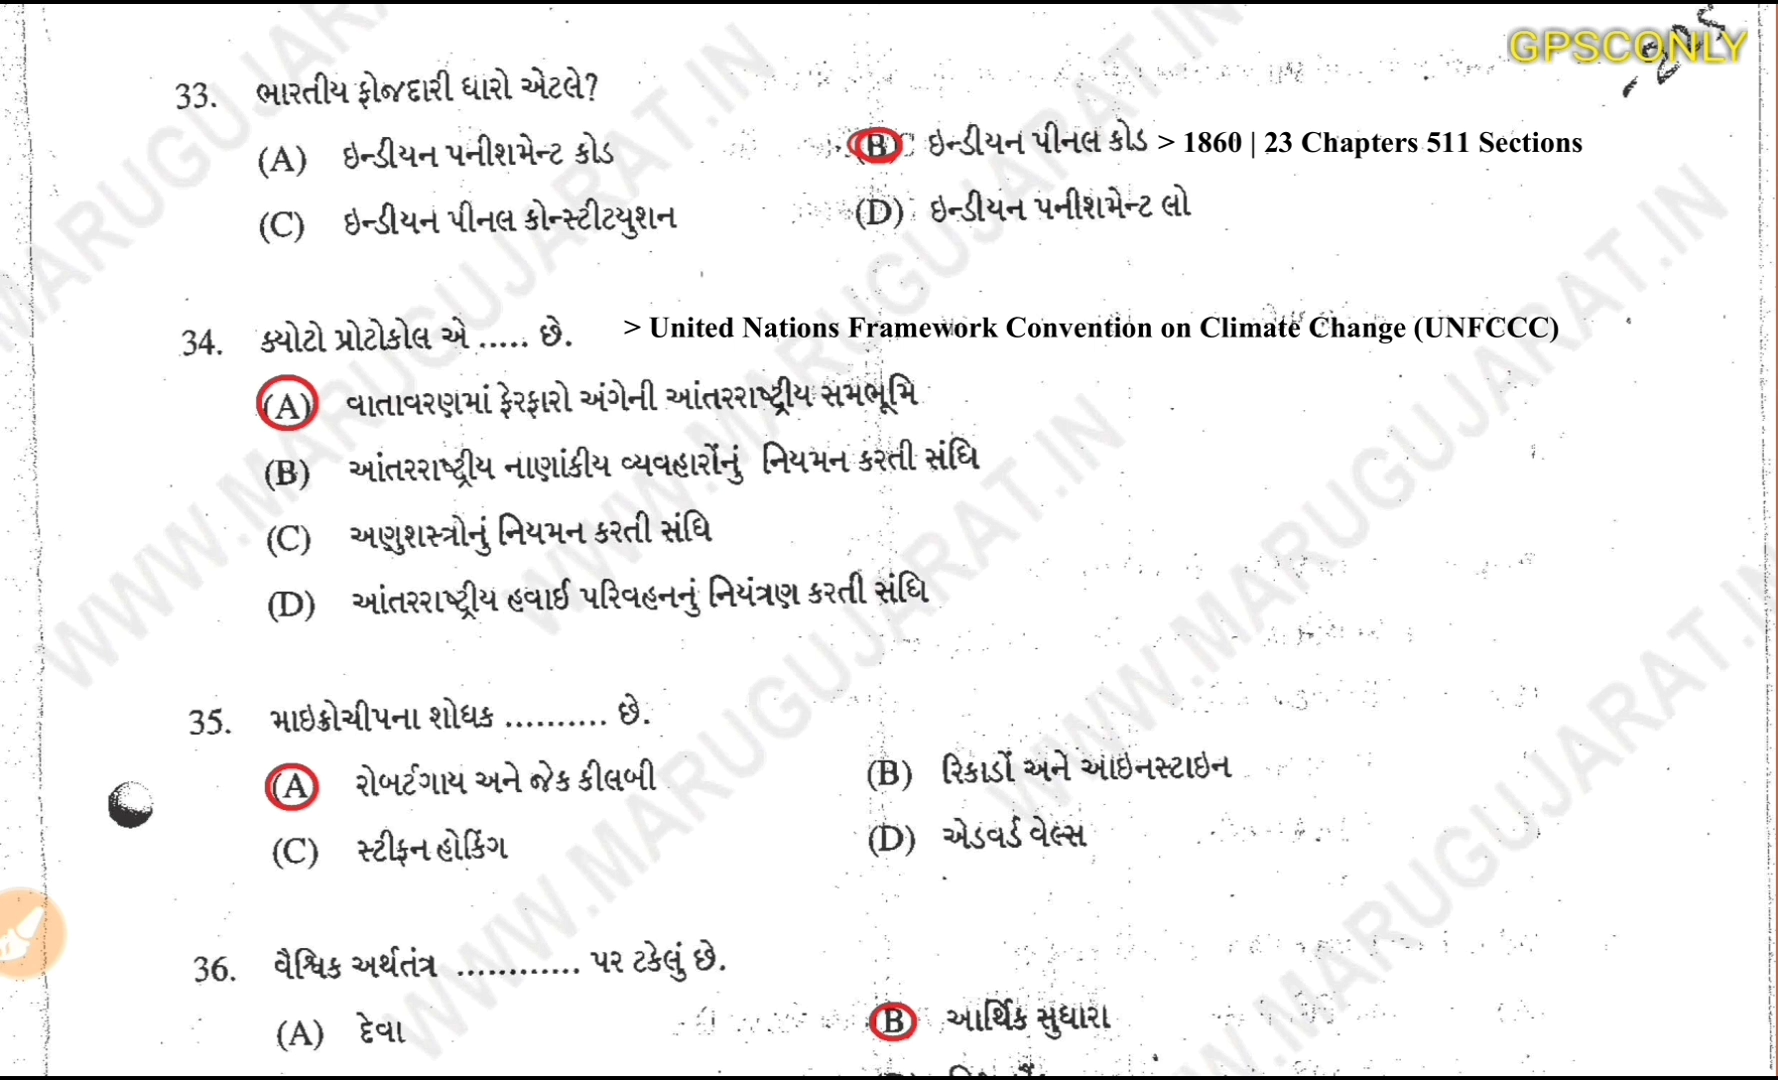 GPSCONLY
33. ભારતીય ફોજદારી ધારો એટલે?
(A) ઇન્ડીયન પનીશમેન્ટ કોડ (B) ઇન્ડીયન પીનલ કોડ > 1860 | 23 Chapters 511 Sections
(C) ઇન્ડીયન પીનલ કોન્સ્ટીટયુશન (D) ઇન્ડીયન પનીશમેન્ટ લો
34. ક્યોટો પ્રોટોકોલ એ ..... છે. > United Nations Framework Convention on Climate Change (UNFCCC)
(A) વાતાવરણમાં ફેરફારો અંગેની આંતરરાષ્ટ્રીય સમભૂમિ
(B) આંતરરાષ્ટ્રીય નાણાંકીય વ્યવહારોંનું નિયમન કરતી સંધિ
(C) અણુશસ્ત્રોનું નિયમન કરતી સંધિ
(D) આંતરરાષ્ટ્રીય હવાઈ પરિવહનનું નિયંત્રણ કરતી સંધિ
35. માઇક્રોચીપના શોધક .......... છે.
(A) રોબર્ટગાય અને જેક કીલબી (B) રિકાર્ડો અને આઇનસ્ટાઇન
(C) સ્ટીફન હોર્કિંગ (D) એડવર્ડ વેલ્સ
36. વૈશ્વિક અર્થતંત્ર ............ પર ટકેલું છે.
(A) દેવા (B) આર્થિક સુધારા
WWW.MARUGUJARAT.IN